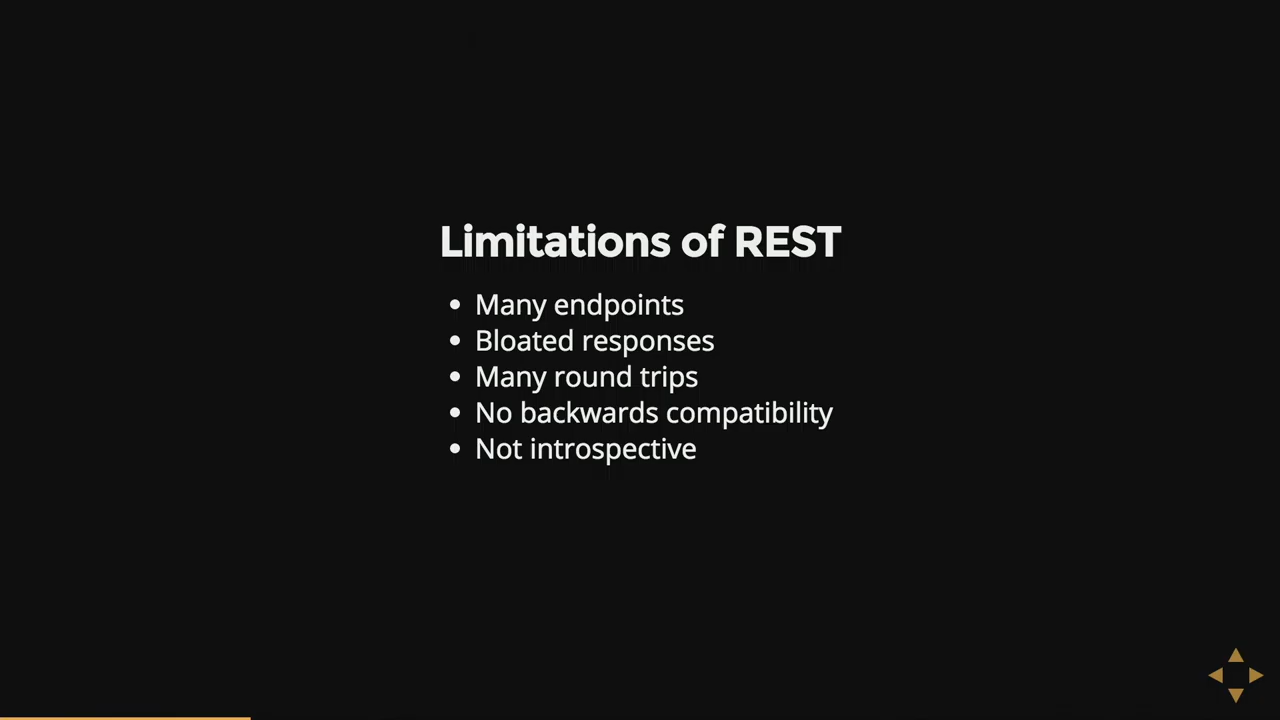 Limitations of REST
• Many endpoints
• Bloated responses
• Many round trips
• No backwards compatibility
• Not introspective